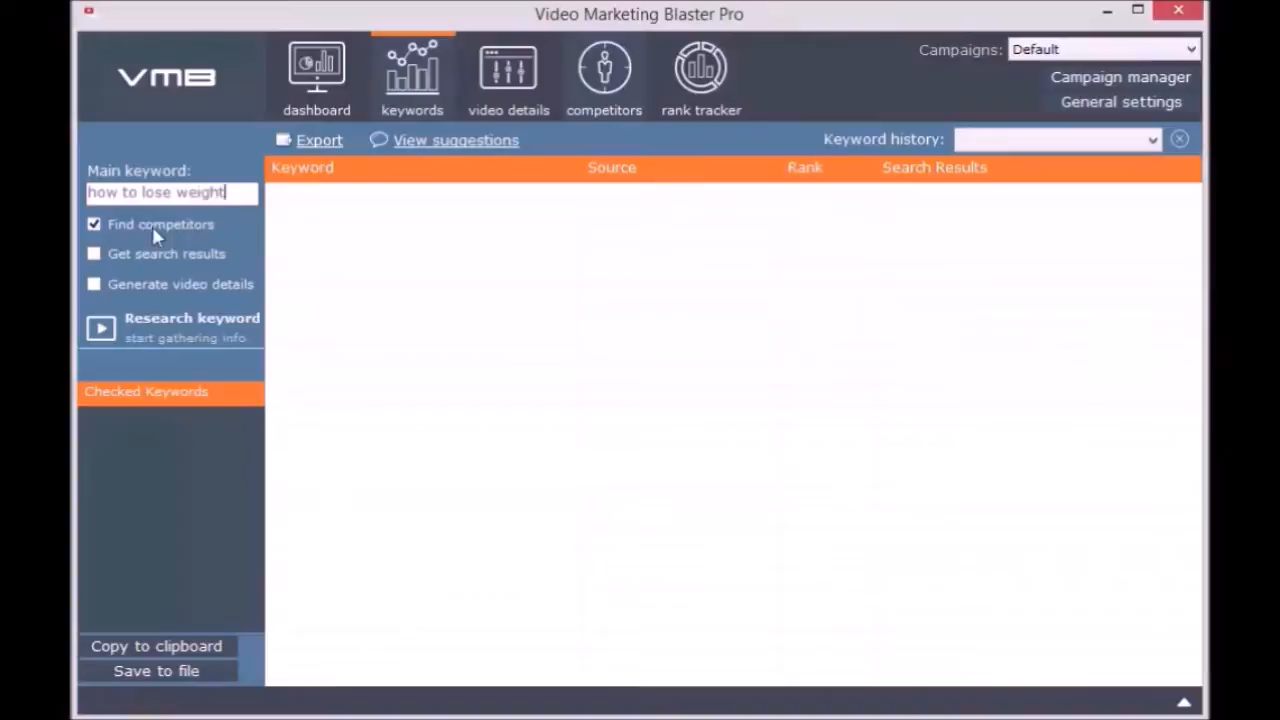 Video Marketing Blaster Pro
VMB
dashboard
keywords
video details
competitors
rank tracker
Campaigns: Default
Campaign manager
General settings
Export
View suggestions
Keyword history:
Main keyword:
how to lose weight
Find competitors
Get search results
Generate video details
Research keyword
start gathering info
Checked Keywords
Copy to clipboard
Save to file
Keyword Source Rank Search Results